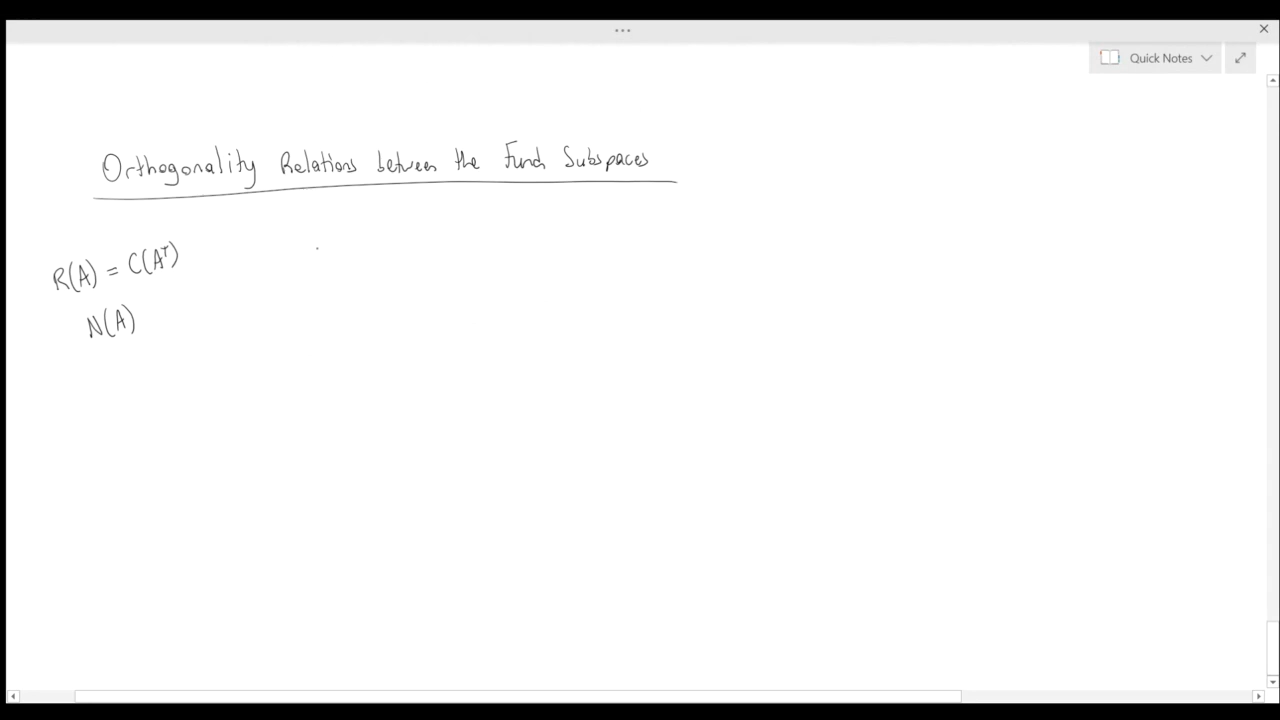 Quick Notes
Orthogonality Relations between the Fund Subspaces
R(A) = C(Aᵀ)
N(A)